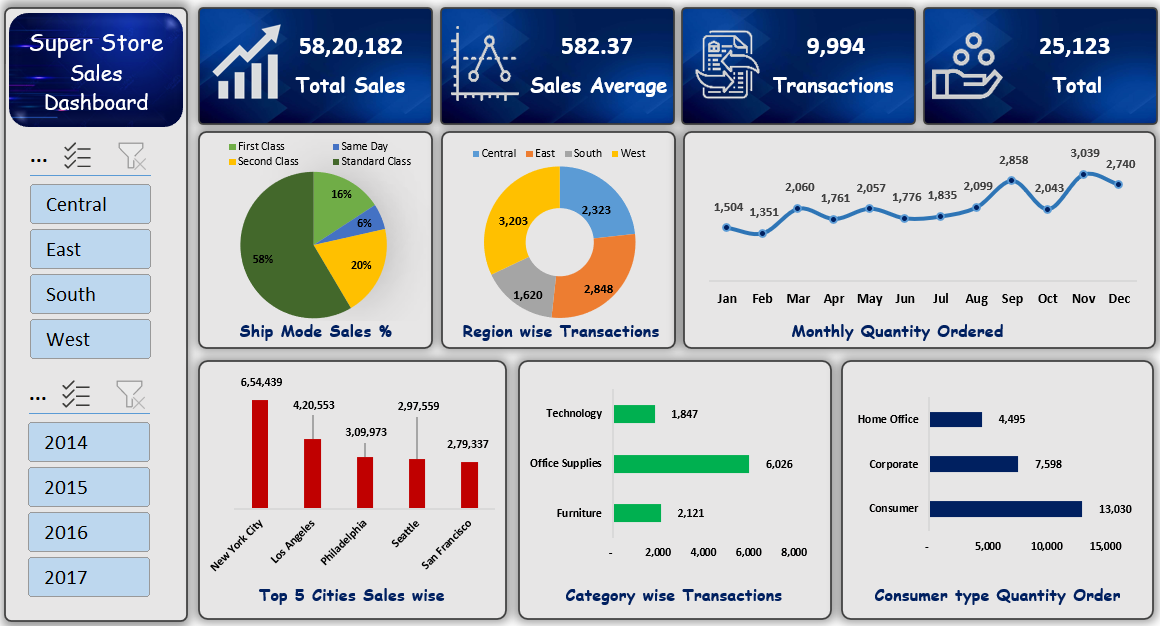 Super Store
Sales
Dashboard
...
Central
East
South
West
...
2014
2015
2016
2017
58,20,182
Total Sales
582.37
Sales Average
9,994
Transactions
25,123
Total
First Class
Same Day
Second Class
Standard Class
16%
6%
20%
58%
Ship Mode Sales %
Central East South West
2,323
3,203
2,848
1,620
Region wise Transactions
1,504 1,351 2,060 1,761 2,057 1,776 1,835 2,099 2,858 2,043 3,039 2,740
Jan Feb Mar Apr May Jun Jul Aug Sep Oct Nov Dec
Monthly Quantity Ordered
6,54,439
4,20,553
3,09,973
2,97,559
2,79,337
New York City
Los Angeles
Philadelphia
Seattle
San Francisco
Top 5 Cities Sales wise
Technology 1,847
Office Supplies 6,026
Furniture 2,121
- 2,000 4,000 6,000 8,000
Category wise Transactions
Home Office 4,495
Corporate 7,598
Consumer 13,030
- 5,000 10,000 15,000
Consumer type Quantity Order